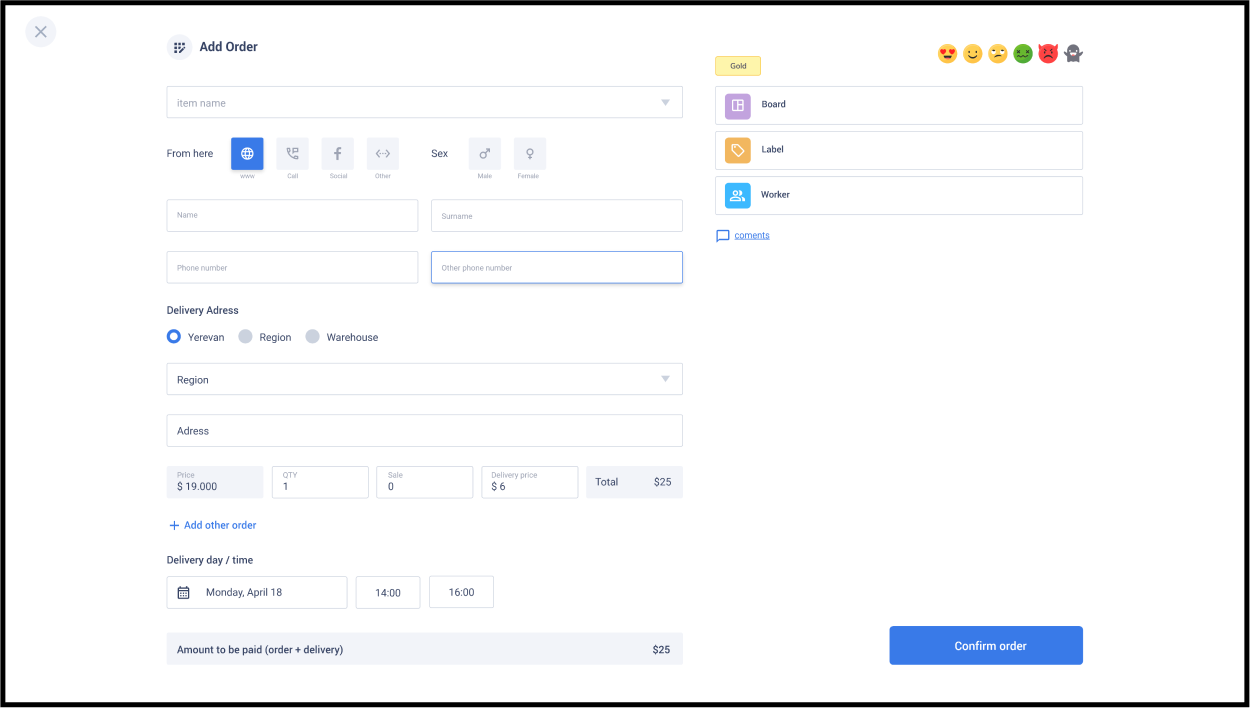 Add Order
item name
From here
www
Call
Social
Other
Sex
Male
Female
Name
Surname
Phone number
Other phone number
Delivery Adress
Yerevan
Region
Warehouse
Region
Adress
Price
$ 19.000
QTY
1
Sale
0
Delivery price
$ 6
Total $25
Add other order
Delivery day / time
Monday, April 18
14:00
16:00
Amount to be paid (order + delivery) $25
Gold
Board
Label
Worker
coments
Confirm order